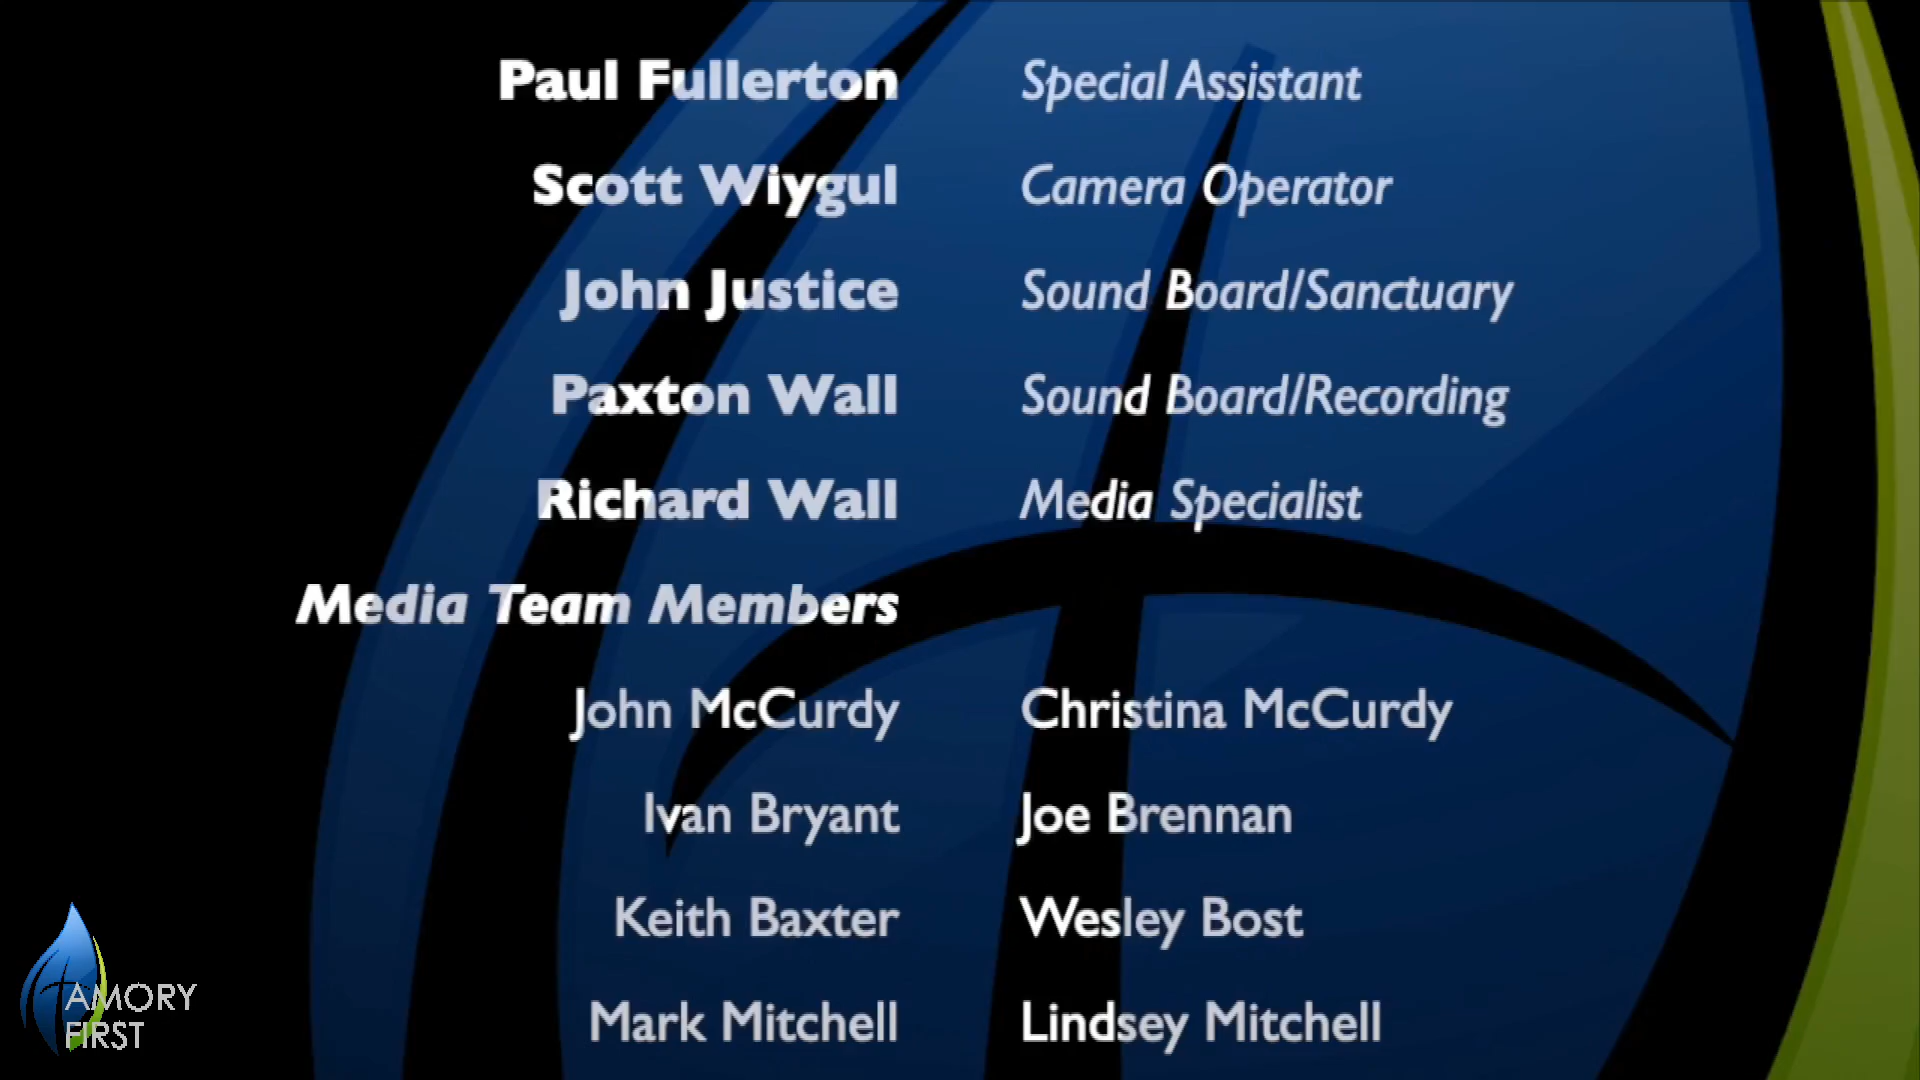 Paul Fullerton Special Assistant
Scott Wiygul Camera Operator
John Justice Sound Board/Sanctuary
Paxton Wall Sound Board/Recording
Richard Wall Media Specialist
Media Team Members
John McCurdy Christina McCurdy
Ivan Bryant Joe Brennan
Keith Baxter Wesley Bost
Mark Mitchell Lindsey Mitchell
AMORY
FIRST